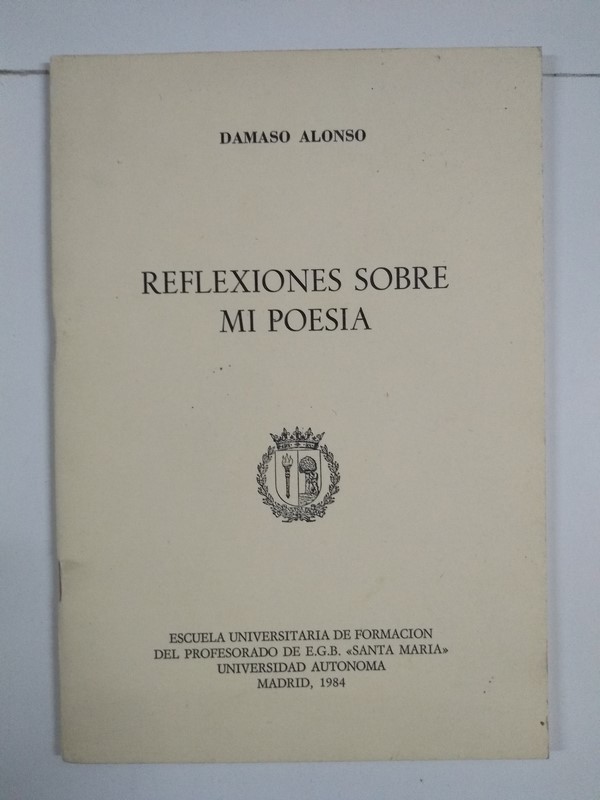 DAMASO ALONSO
REFLEXIONES SOBRE
MI POESIA
ESCUELA UNIVERSITARIA DE FORMACION
DEL PROFESORADO DE E.G.B. «SANTA MARIA»
UNIVERSIDAD AUTONOMA
MADRID, 1984